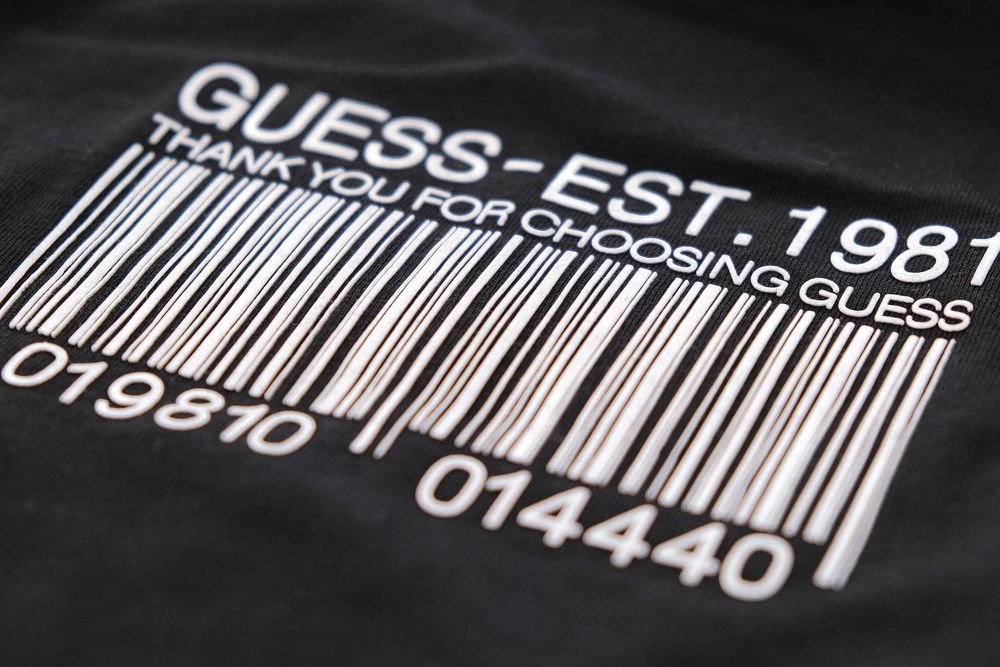 GUESS-EST. 1981
THANK YOU FOR CHOOSING GUESS
019810 014440